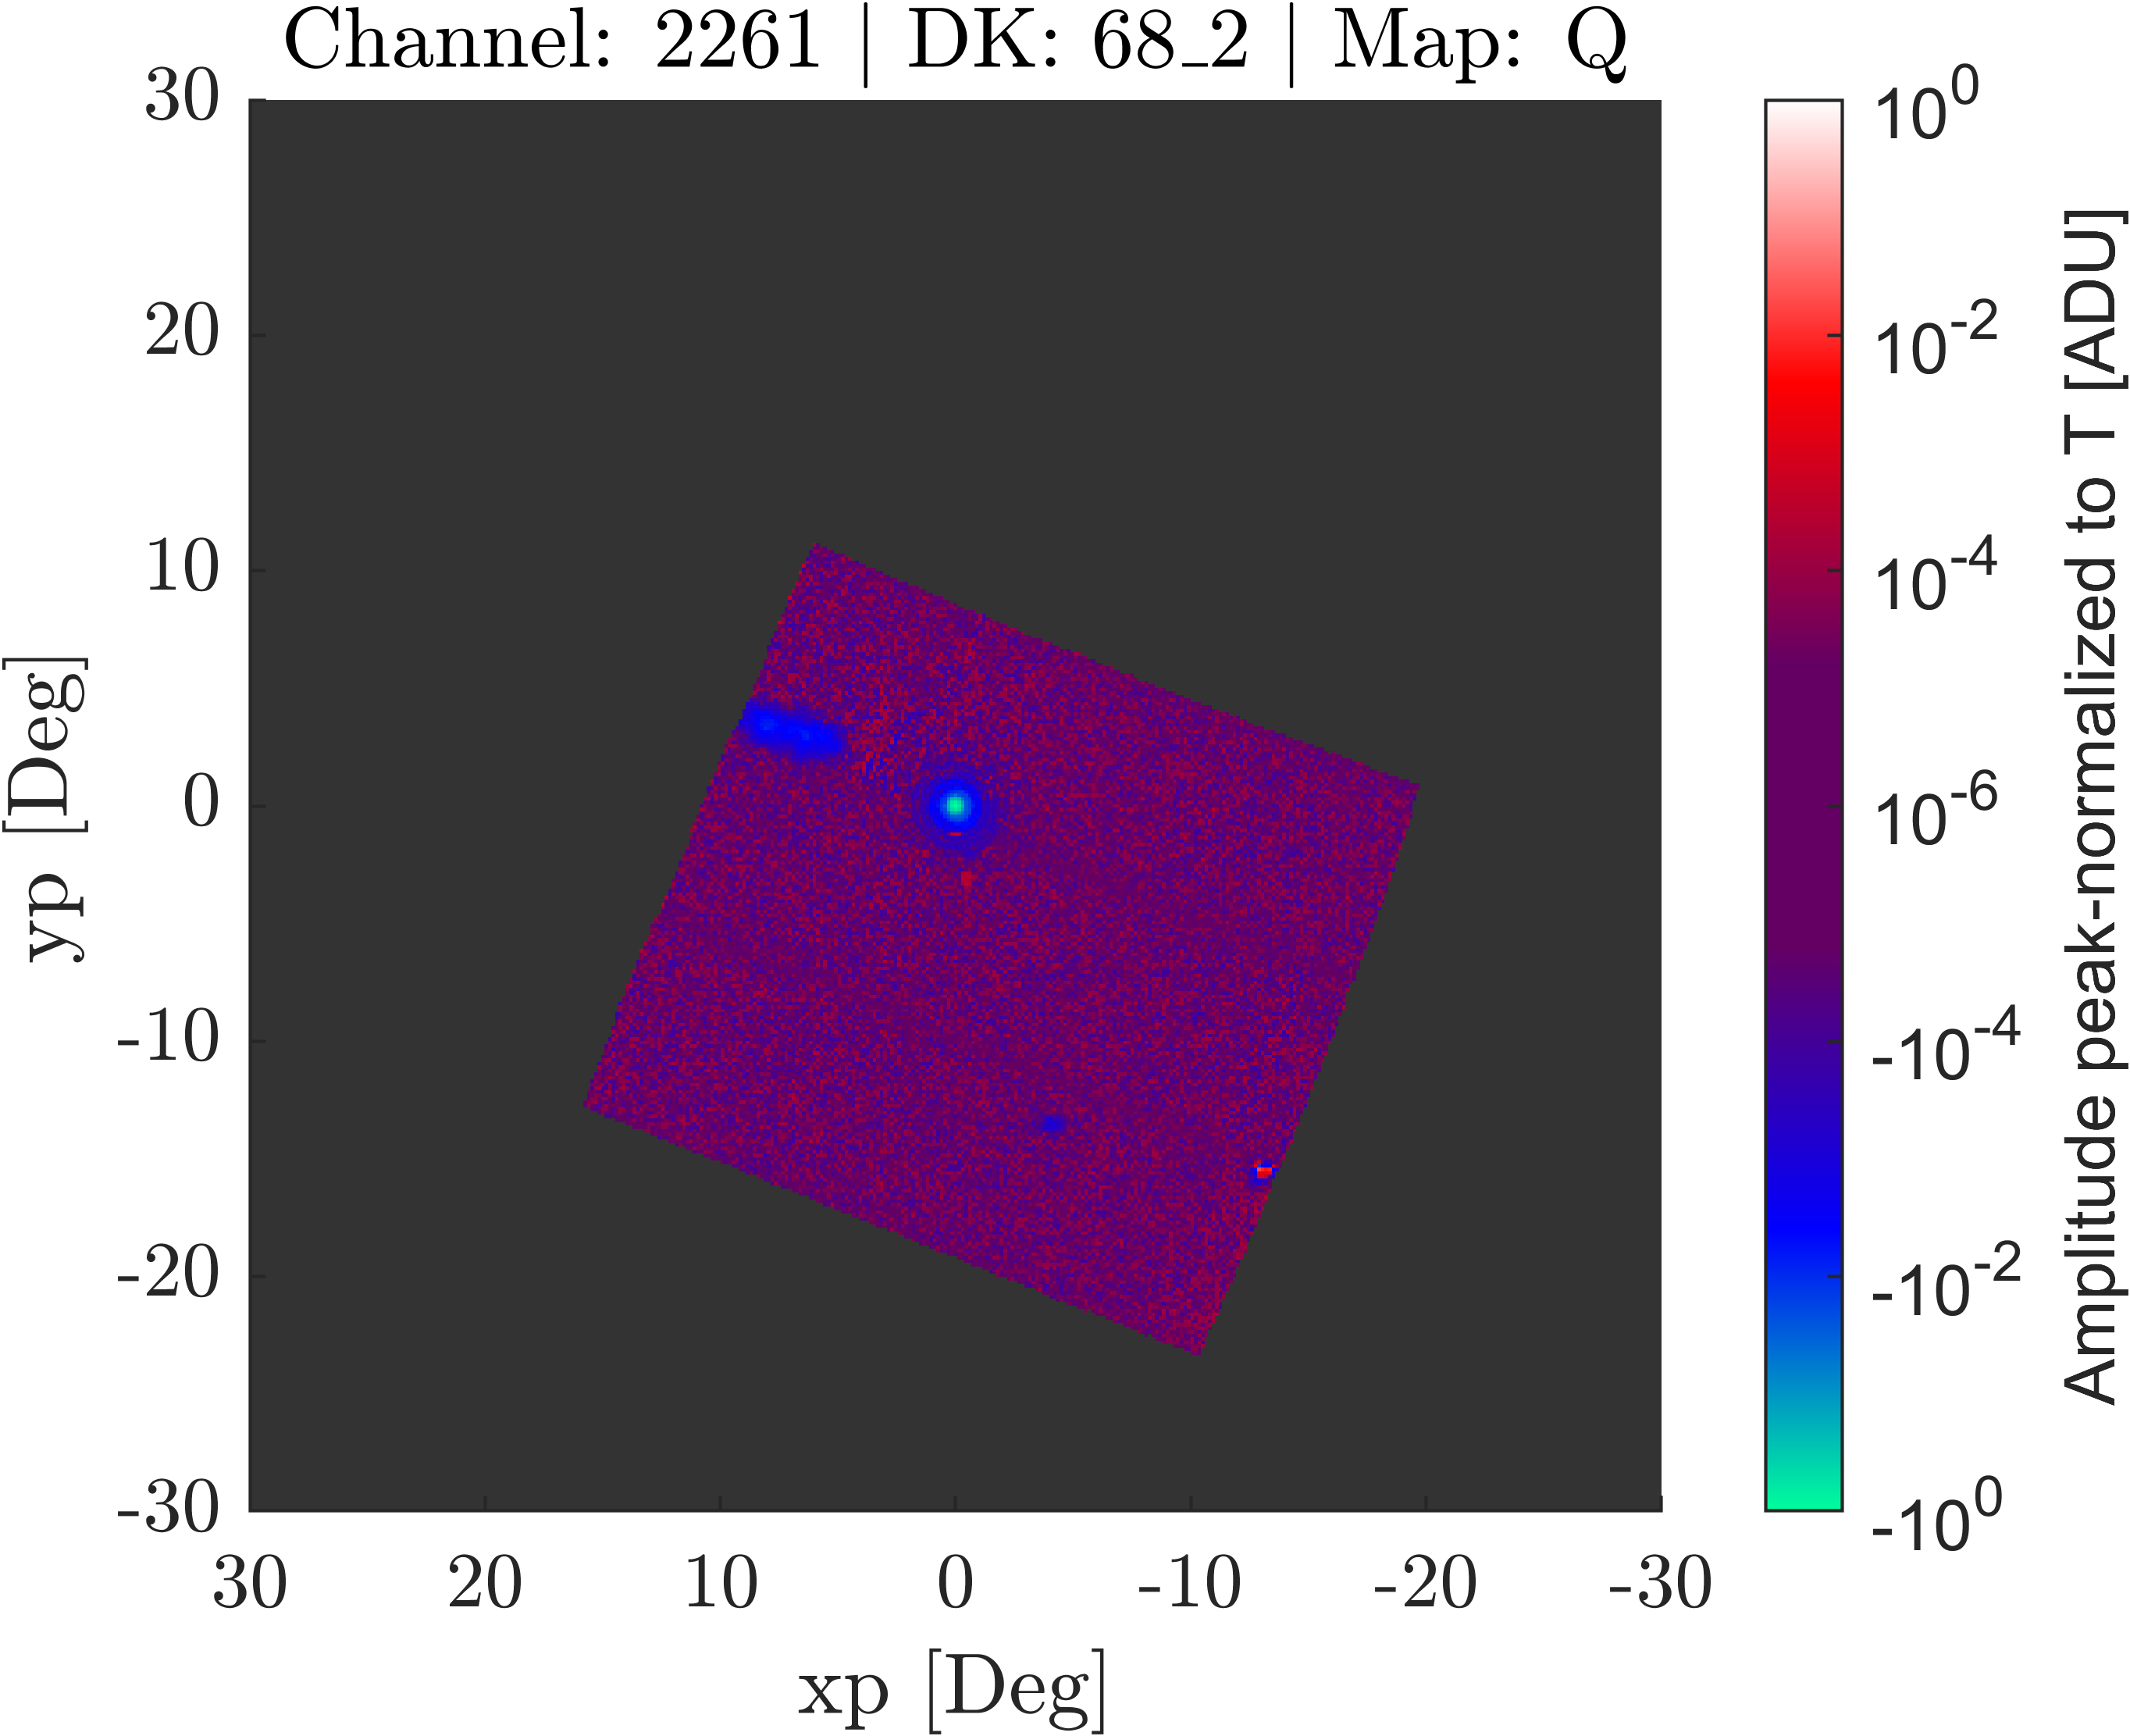 Channel: 2261 | DK: 68_2 | Map: Q
30
20
10
0
-10
-20
-30
yp [Deg]
30 20 10 0 -10 -20 -30
xp [Deg]
10^0
10^-2
10^-4
10^-6
-10^-4
-10^-2
-10^0
Amplitude peak-normalized to T [ADU]